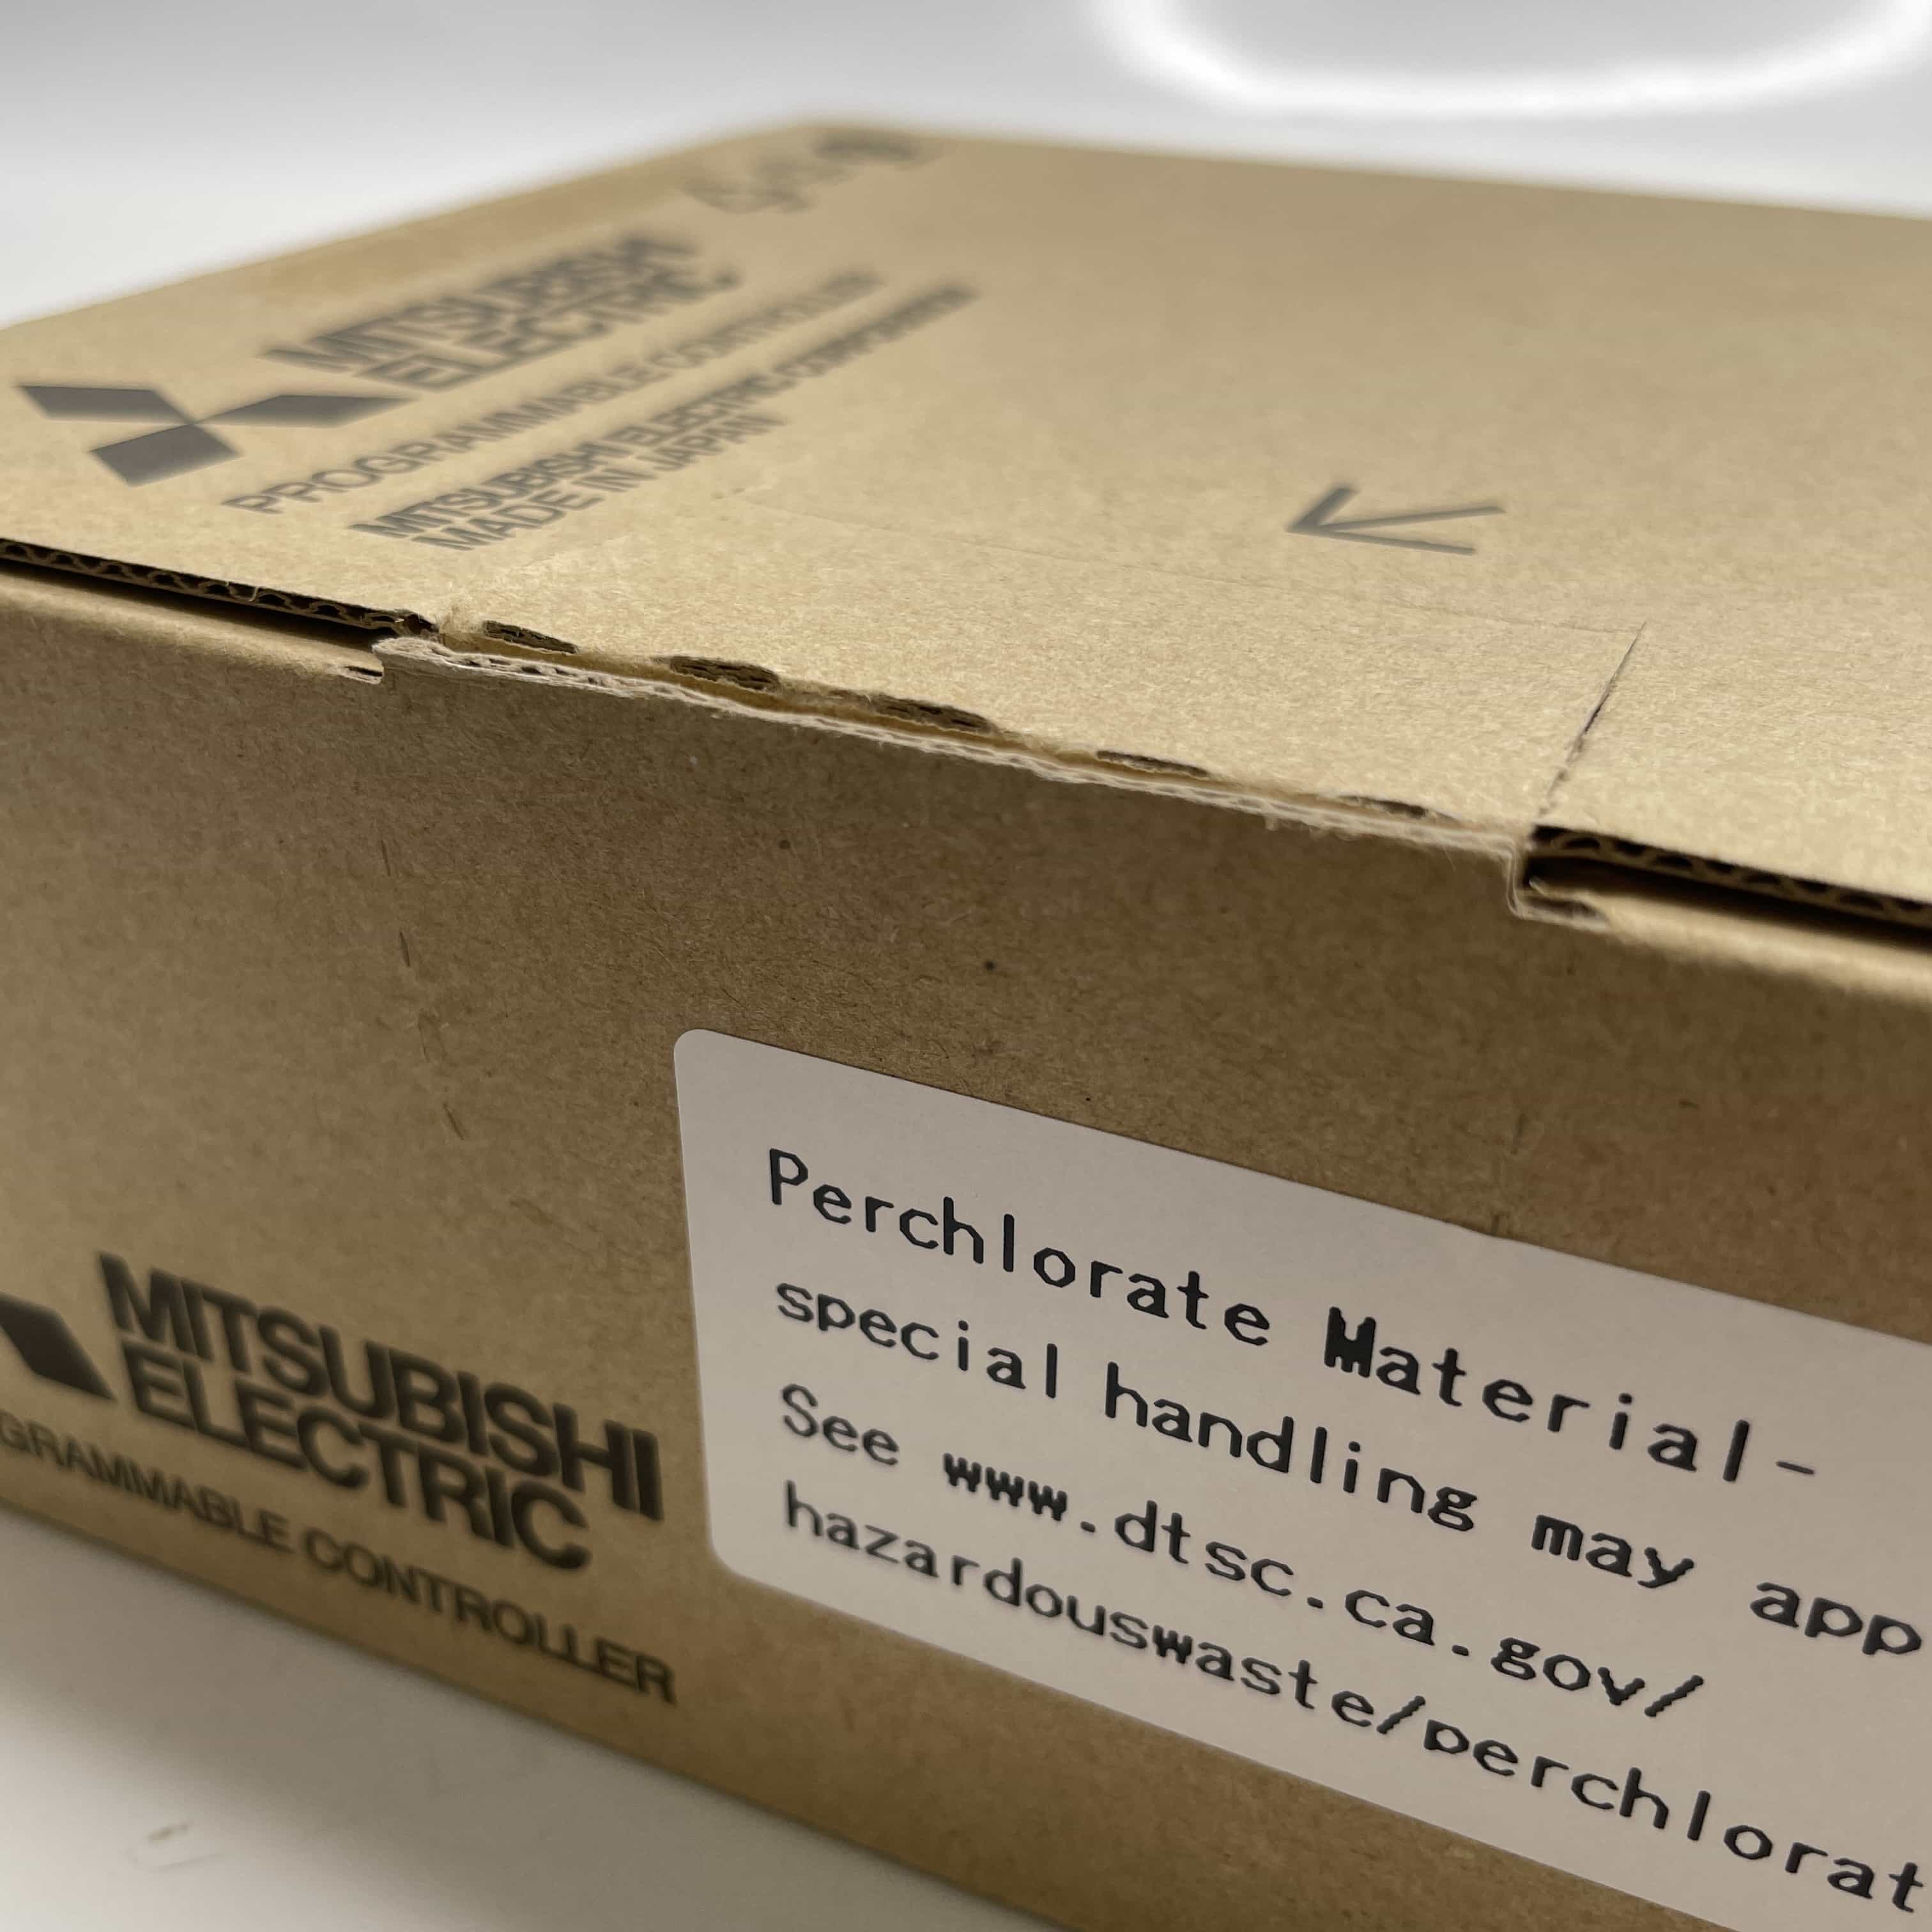 MITSUBISHI
ELECTRIC
PROGRAMMABLE CONTROLLER
MITSUBISHI ELECTRIC CORPORATION
MADE IN JAPAN
MITSUBISHI
ELECTRIC
GRAMMABLE CONTROLLER
Perchlorate Material-
special handling may app
See www.dtsc.ca.gov/
hazardouswaste/perchlorat